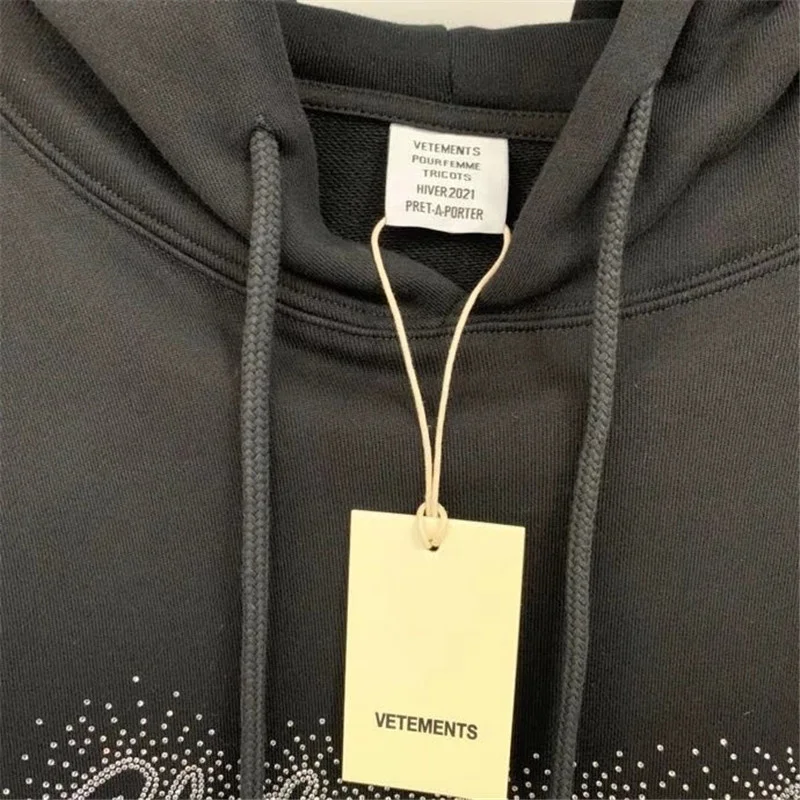 VETEMENTS
POUR FEMME
TRICOTS
HIVER 2021
PRET-A-PORTER
VETEMENTS